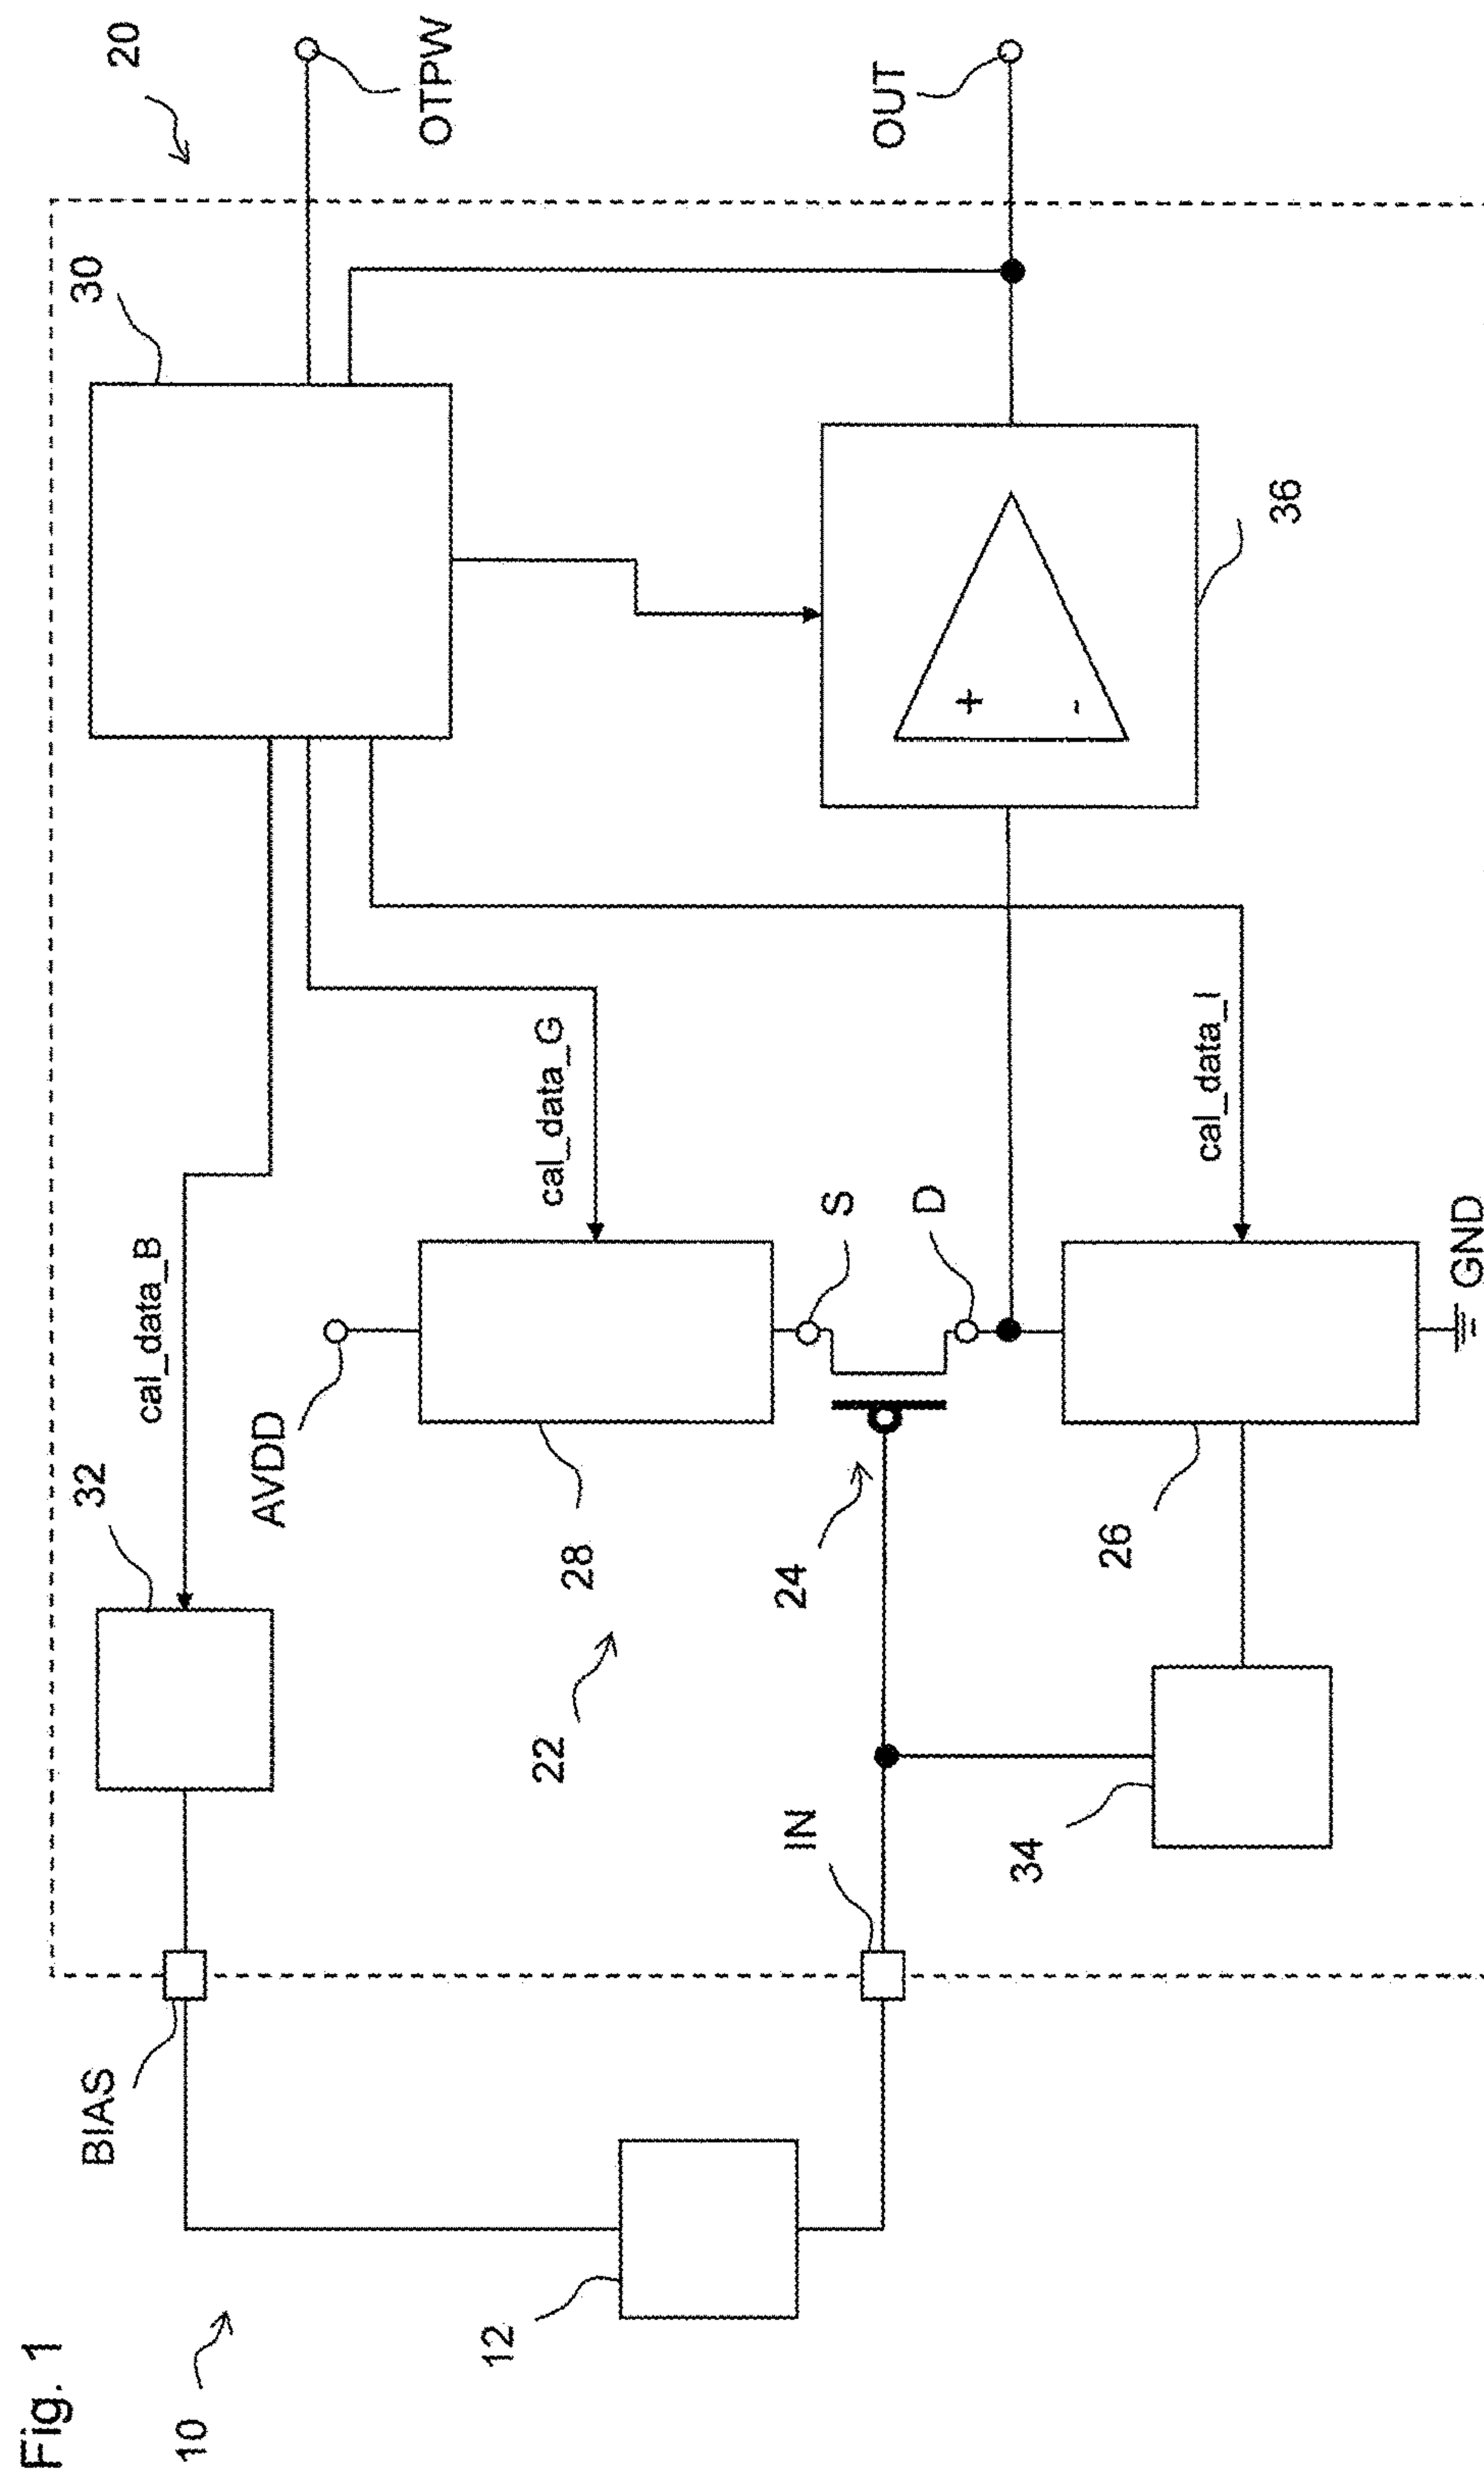 Fig. 1
10
12
BIAS
IN
32
cal_data_B
AVDD
28
22
24
34
26
S
D
GND
cal_data_G
cal_data_I
30
+
-
36
20
OTPW
OUT